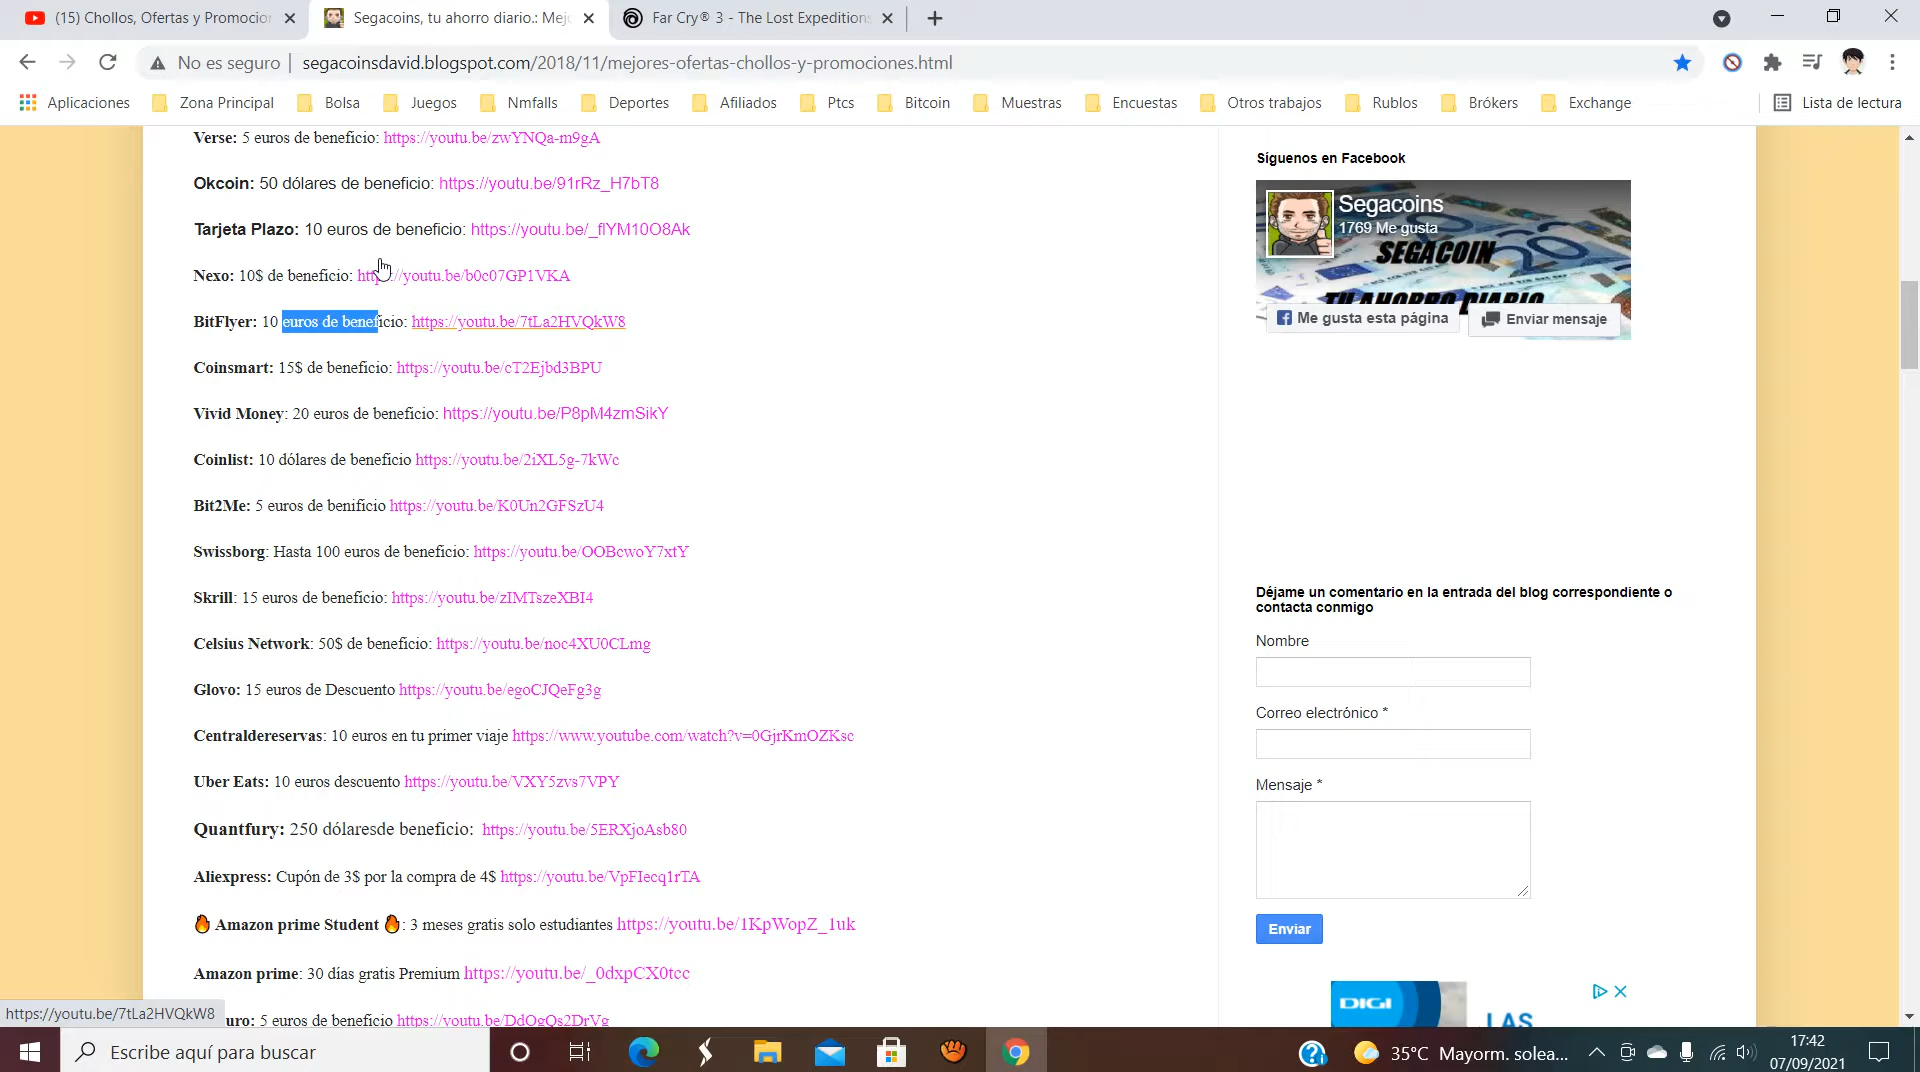 (15) Chollos, Ofertas y Promocion
Segacoins, tu ahorro diario.: Mej
Far Cry® 3 - The Lost Expeditions
No es seguro
segacoinsdavid.blogspot.com/2018/11/mejores-ofertas-chollos-y-promociones.html
Aplicaciones
Zona Principal
Bolsa
Juegos
Nmfalls
Deportes
Afiliados
Ptcs
Bitcoin
Muestras
Encuestas
Otros trabajos
Rublos
Brókers
Exchange
Lista de lectura
Verse: 5 euros de beneficio: https://youtu.be/zwYNQa-m9gA
Okcoin: 50 dólares de beneficio: https://youtu.be/91rRz_H7bT8
Tarjeta Plazo: 10 euros de beneficio: https://youtu.be/_flYM10O8Ak
Nexo: 10$ de beneficio: https://youtu.be/b0c07GP1VKA
BitFlyer: 10 euros de beneficio: https://youtu.be/7tLa2HVQkW8
Coinsmart: 15$ de beneficio: https://youtu.be/cT2Ejbd3BPU
Vivid Money: 20 euros de beneficio: https://youtu.be/P8pM4zmSikY
Coinlist: 10 dólares de beneficio https://youtu.be/2iXL5g-7kWc
Bit2Me: 5 euros de benificio https://youtu.be/K0Un2GFSzU4
Swissborg: Hasta 100 euros de beneficio: https://youtu.be/OOBcwoY7xtY
Skrill: 15 euros de beneficio: https://youtu.be/zIMTszeXBI4
Celsius Network: 50$ de beneficio: https://youtu.be/noc4XU0CLmg
Glovo: 15 euros de Descuento https://youtu.be/egoCJQeFg3g
Centraldereservas: 10 euros en tu primer viaje https://www.youtube.com/watch?v=0GjrKmOZKsc
Uber Eats: 10 euros descuento https://youtu.be/VXY5zvs7VPY
Quantfury: 250 dólaresde beneficio: https://youtu.be/5ERXjoAsb80
Aliexpress: Cupón de 3$ por la compra de 4$ https://youtu.be/VpFIecq1rTA
🔥 Amazon prime Student 🔥: 3 meses gratis solo estudiantes https://youtu.be/1KpWopZ_1uk
Amazon prime: 30 días gratis Premium https://youtu.be/_0dxpCX0tcc
uro: 5 euros de beneficio https://youtu.be/DdOgQs2DrVg
https://youtu.be/7tLa2HVQkW8
Síguenos en Facebook
Segacoins
1769 Me gusta
SEGACOIN
TU AHORRO DIARIO
Me gusta esta página
Enviar mensaje
Déjame un comentario en la entrada del blog correspondiente o
contacta conmigo
Nombre
Correo electrónico *
Mensaje *
Enviar
DIGI
LAS
Escribe aquí para buscar
35°C Mayorm. solea...
17:42
07/09/2021